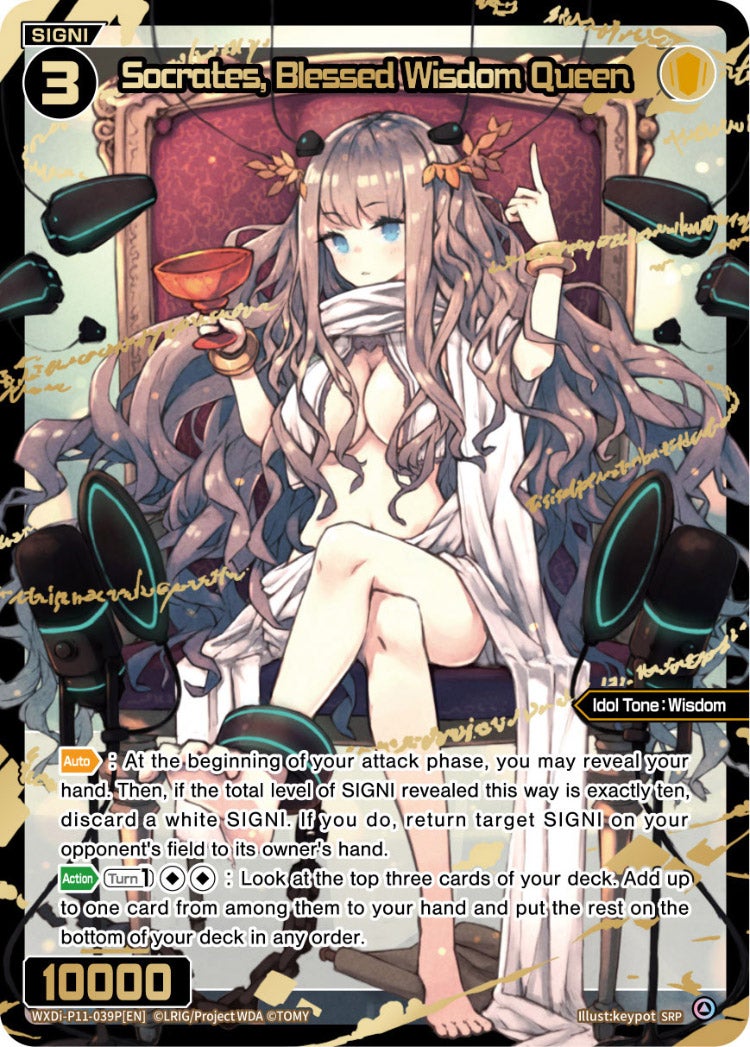 SIGNI
3
Socrates, Blessed Wisdom Queen
Idol Tone : Wisdom
Auto : At the beginning of your attack phase, you may reveal your
hand. Then, if the total level of SIGNI revealed this way is exactly ten,
discard a white SIGNI. If you do, return target SIGNI on your
opponent's field to its owner's hand.
Action Turn 1 : Look at the top three cards of your deck. Add up
to one card from among them to your hand and put the rest on the
bottom of your deck in any order.
10000
WXDi-P11-039P[EN] ©LRIG/Project WDA ©TOMY
Illust:keypot SRP